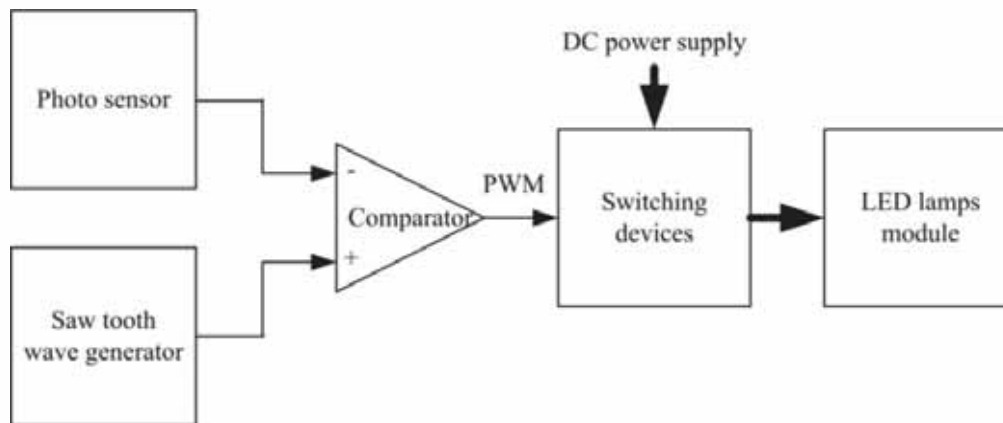 Photo sensor
Saw tooth
wave generator
-
Comparator
+
PWM
DC power supply
Switching
devices
LED lamps
module